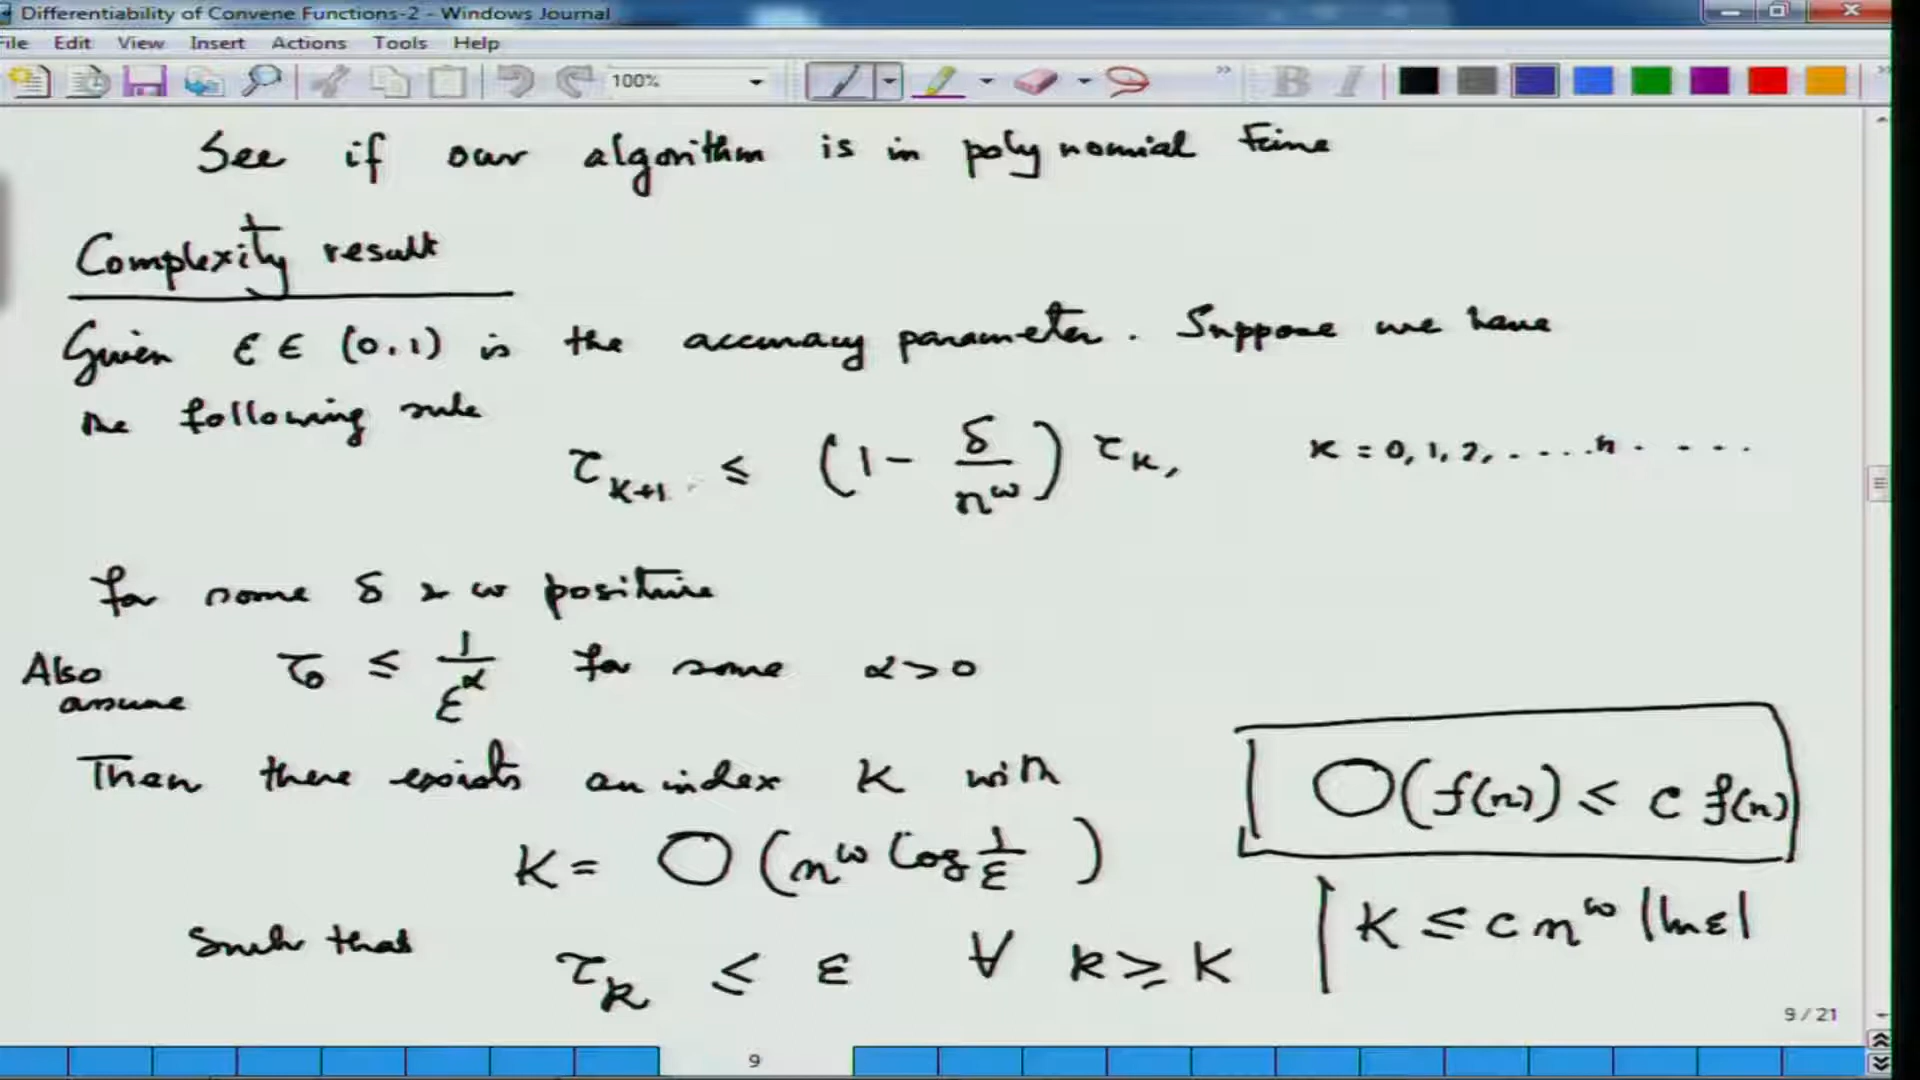 Differentiability of Convene Functions-2 - Windows Journal
File Edit View Insert Actions Tools Help
100%
B I
See if our algorithm is in polynomial time
Complexity result
Given ε ∈ (0,1) is the accuracy parameter. Suppose we have
the following rule
τ_{k+1} ≤ (1 - δ/n^ω) τ_k, k = 0, 1, 2, ....n.....
for some δ & ω positive
Also assume τ_0 ≤ 1/ε^α for some α > 0
Then there exists an index K with
K = O(n^ω log 1/ε)
O(f(n)) ≤ c f(n)
K ≤ c n^ω |ln ε|
Such that
τ_k ≤ ε ∀ k ≥ K
9 / 21
9